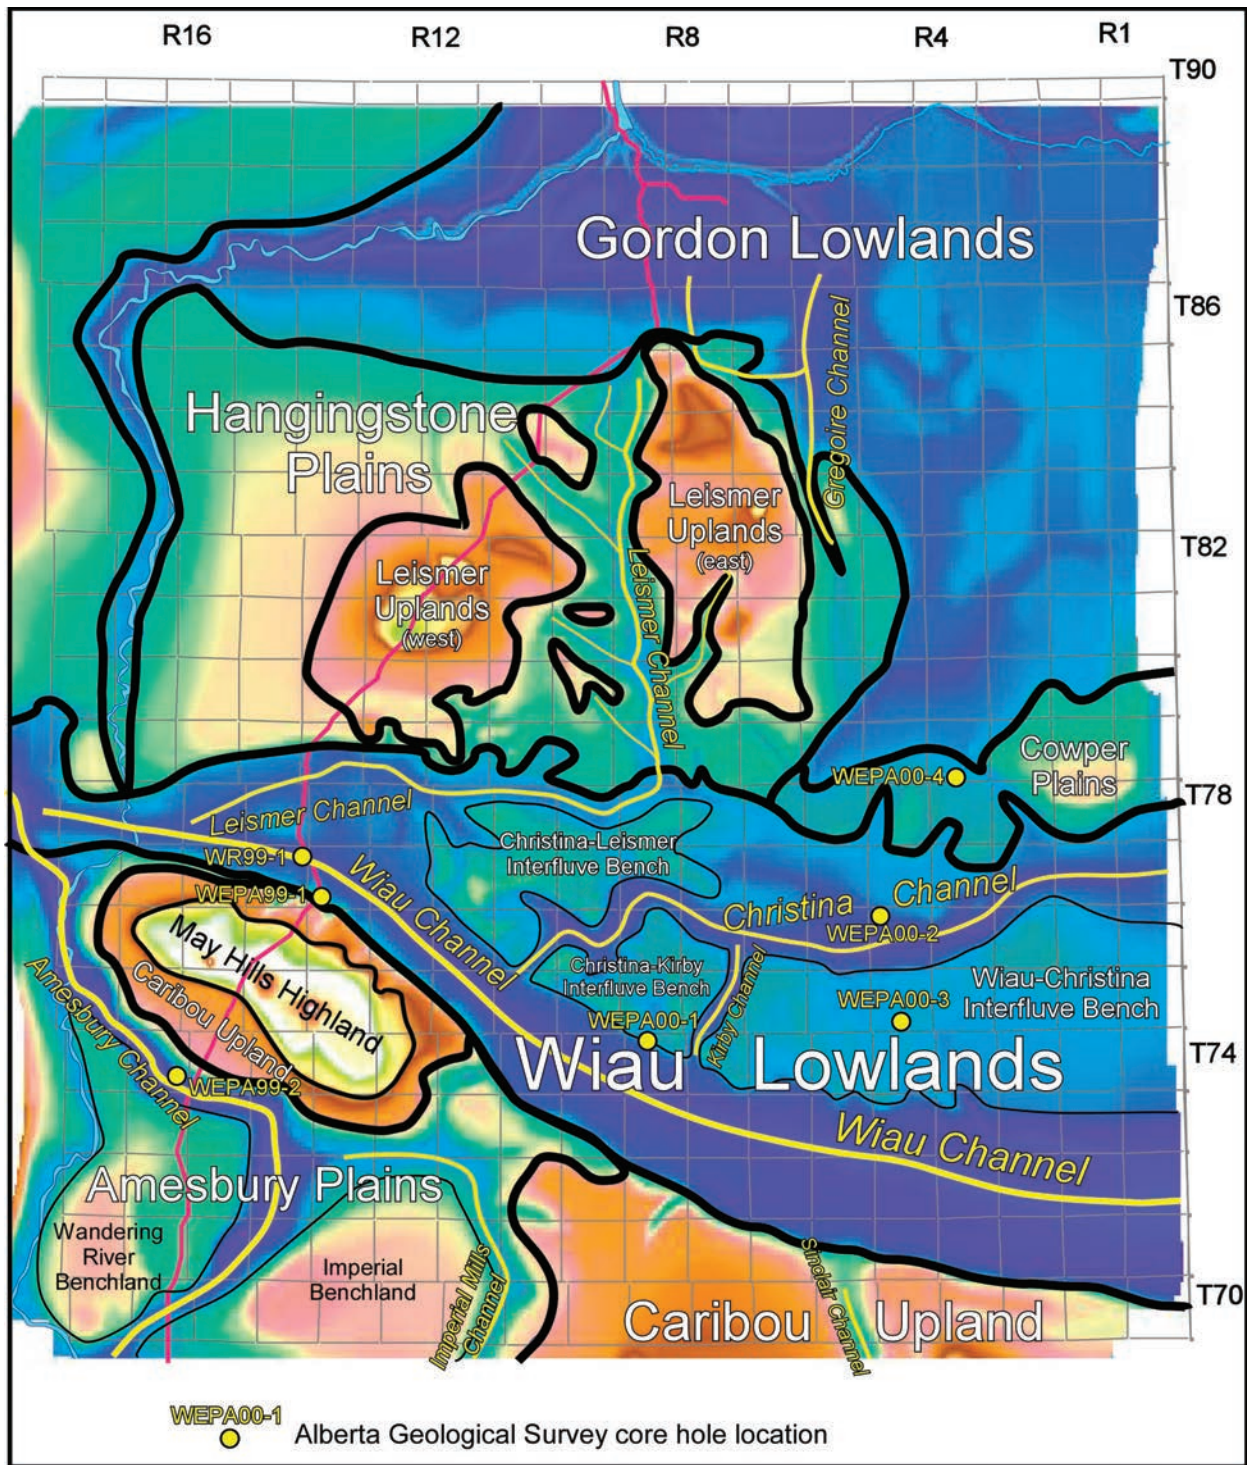 R16
R12
R8
R4
R1
T90
Gordon Lowlands
T86
Gregoire Channel
Hangingstone
Plains
Leismer
Uplands
(east)
T82
Leismer
Uplands
(west)
Leismer Channel
Cowper
Plains
WEPA00-4
T78
Leismer Channel
Christina-Leismer
Interfluve Bench
WR99-1
Wiau Channel
WEPA99-1
Christina Channel
WEPA00-2
May Hills Highland
Caribou Upland
Amesbury Channel
Christina-Kirby
Interfluve Bench
Kirby Channel
Wiau-Christina
Interfluve Bench
WEPA00-3
WEPA00-1
T74
Wiau Lowlands
WEPA99-2
Wiau Channel
Amesbury Plains
Wandering
River
Benchland
Imperial
Benchland
Imperial Mills
Channel
Sinclair Channel
T70
Caribou Upland
WEPA00-1
Alberta Geological Survey core hole location